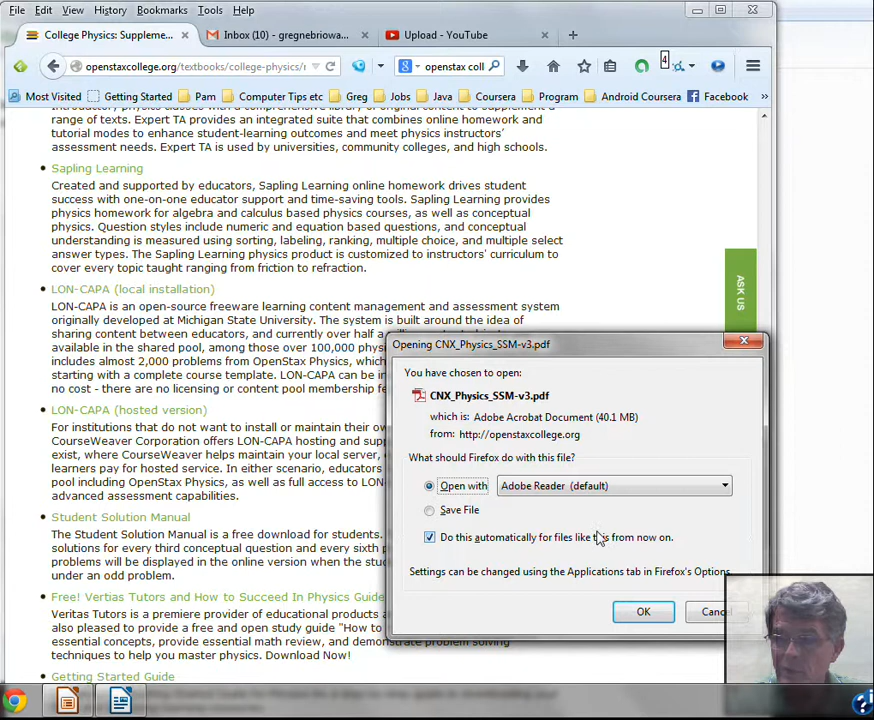 File Edit View History Bookmarks Tools Help
College Physics: Suppleme... Inbox (10) - gregnebriowa... Upload - YouTube
openstaxcollege.org/textbooks/college-physics/r openstax coll 4
Most Visited Getting Started Pam Computer Tips etc Greg Jobs Java Coursera Program Android Coursera Facebook »
range of texts. Expert TA provides an integrated suite that combines online homework and
tutorial modes to enhance student-learning outcomes and meet physics instructors'
assessment needs. Expert TA is used by universities, community colleges, and high schools.
Sapling Learning
Created and supported by educators, Sapling Learning online homework drives student
success with one-on-one educator support and time-saving tools. Sapling Learning provides
physics homework for algebra and calculus based physics courses, as well as conceptual
physics. Question styles include numeric and equation based questions, and conceptual
understanding is measured using sorting, labeling, ranking, multiple choice, and multiple select
answer types. The Sapling Learning physics product is customized to instructors' curriculum to
cover every topic taught ranging from friction to refraction.
ASK US
LON-CAPA (local installation)
LON-CAPA is an open-source freeware learning content management and assessment system
originally developed at Michigan State University. The system is built around the idea of
sharing content between educators, and currently over half a
available in the shared pool, among those over 100,000 physi
includes almost 2,000 problems from OpenStax Physics, which
starting with a complete course template. LON-CAPA can be in
no cost - there are no licensing or content pool membership fe
LON-CAPA (hosted version)
For institutions that do not want to install or maintain their ow
CourseWeaver Corporation offers LON-CAPA hosting and supp
exist, where CourseWeaver helps maintain your local server,
learners pay for hosted service. In either scenario, educators
pool including OpenStax Physics, as well as full access to LON
advanced assessment capabilities.
Student Solution Manual
The Student Solution Manual is a free download for students.
solutions for every third conceptual question and every sixth p
problems will be displayed in the online version when the stude
under an odd problem.
Free! Vertias Tutors and How to Succeed In Physics Guide
Veritas Tutors is a premiere provider of educational products a
also pleased to provide a free and open study guide "How to
essential concepts, provide essential math review, and demonstrate problem solving
techniques to help you master physics. Download Now!
Getting Started Guide
Opening CNX_Physics_SSM-v3.pdf
You have chosen to open:
CNX_Physics_SSM-v3.pdf
which is: Adobe Acrobat Document (40.1 MB)
from: http://openstaxcollege.org
What should Firefox do with this file?
Open with Adobe Reader (default)
Save File
Do this automatically for files like this from now on.
Settings can be changed using the Applications tab in Firefox's Options.
OK Canc